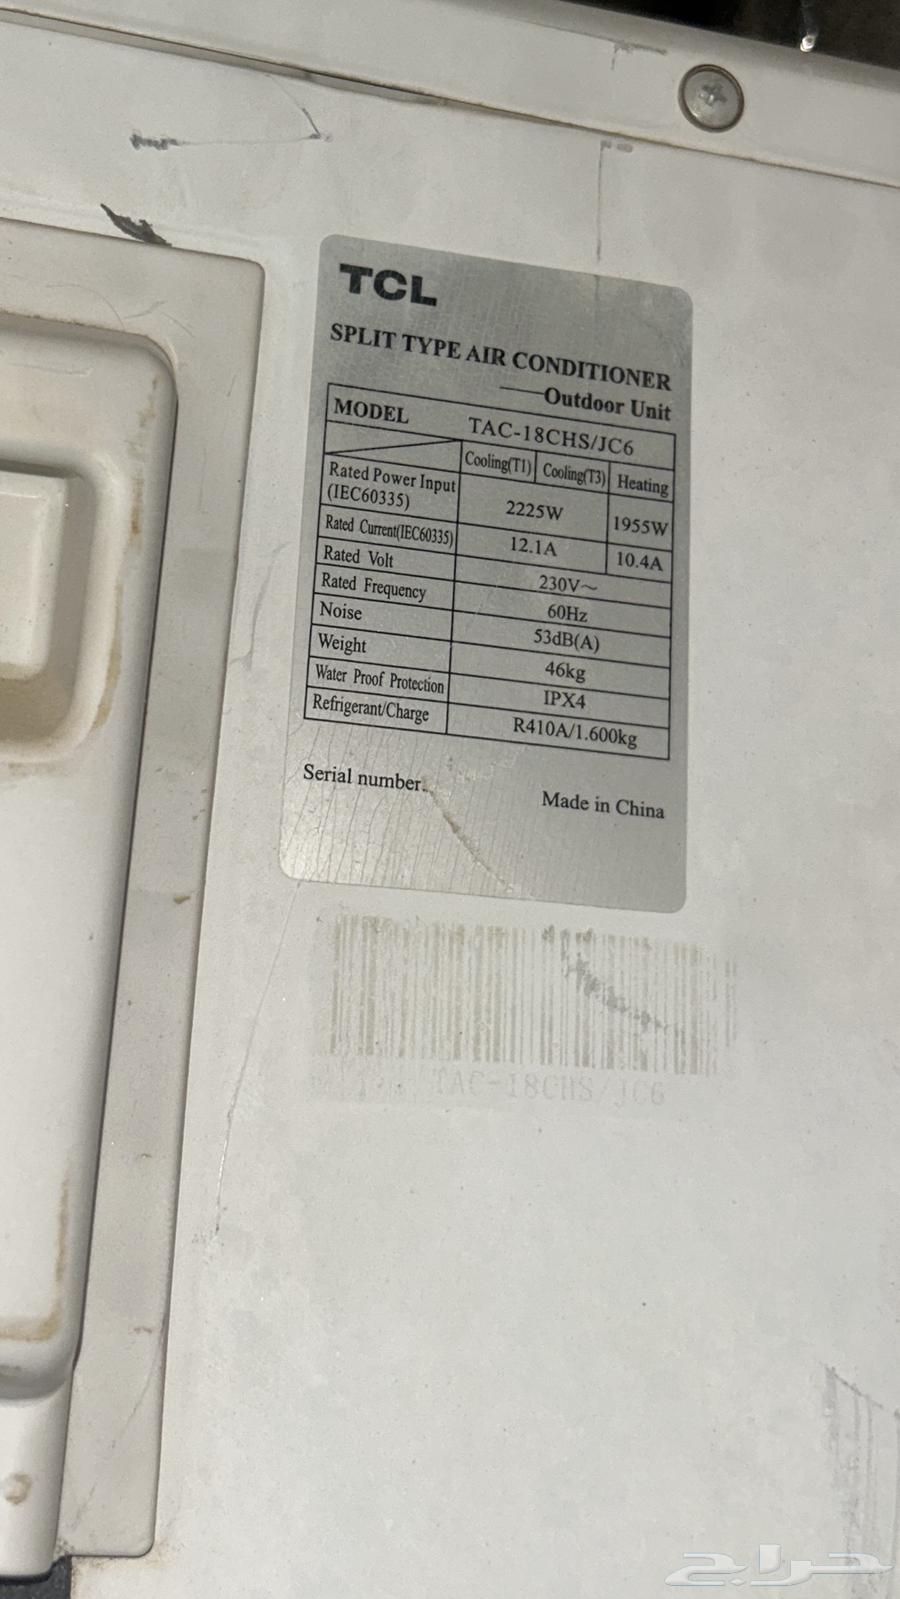 TCL
SPLIT TYPE AIR CONDITIONER
——Outdoor Unit
MODEL TAC-18CHS/JC6
Cooling(T1) Cooling(T3) Heating
Rated Power Input (IEC60335) 2225W 1955W
Rated Current(IEC60335) 12.1A 10.4A
Rated Volt 230V~
Rated Frequency 60Hz
Noise 53dB(A)
Weight 46kg
Water Proof Protection IPX4
Refrigerant/Charge R410A/1.600kg
Serial number..
Made in China
TAC-18CHS/JC6
حراج